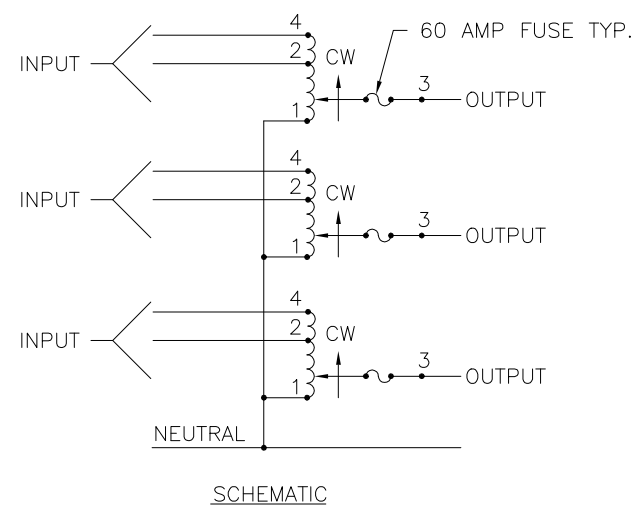 4
60 AMP FUSE TYP.
2
CW
INPUT
3
OUTPUT
1
4
2
CW
INPUT
3
OUTPUT
1
4
2
CW
INPUT
3
OUTPUT
1
NEUTRAL
SCHEMATIC